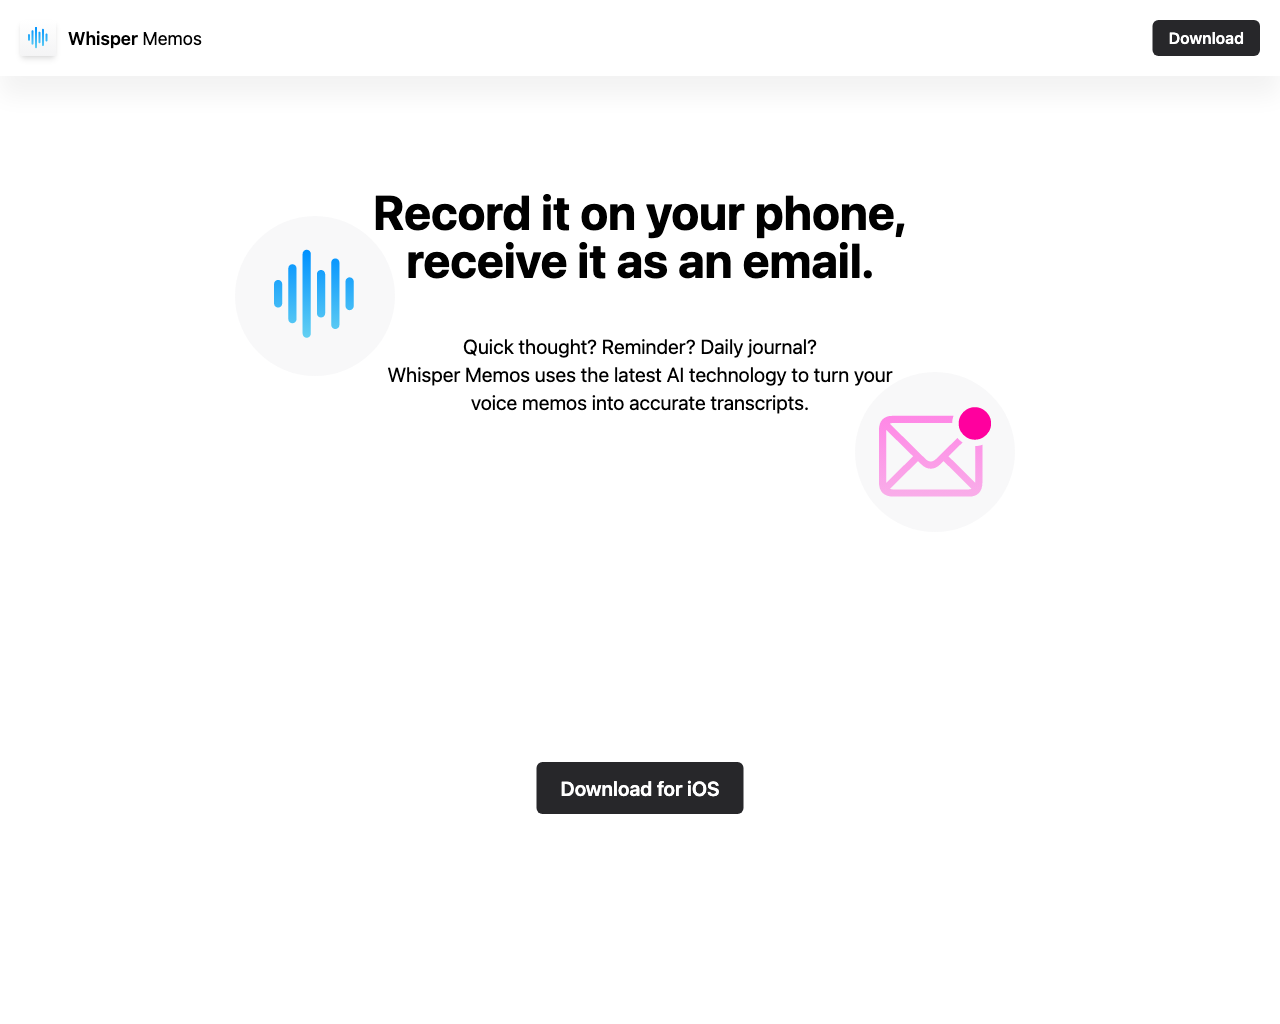 Whisper Memos
Download
Record it on your phone,
receive it as an email.
Quick thought? Reminder? Daily journal?
Whisper Memos uses the latest AI technology to turn your
voice memos into accurate transcripts.
Download for iOS